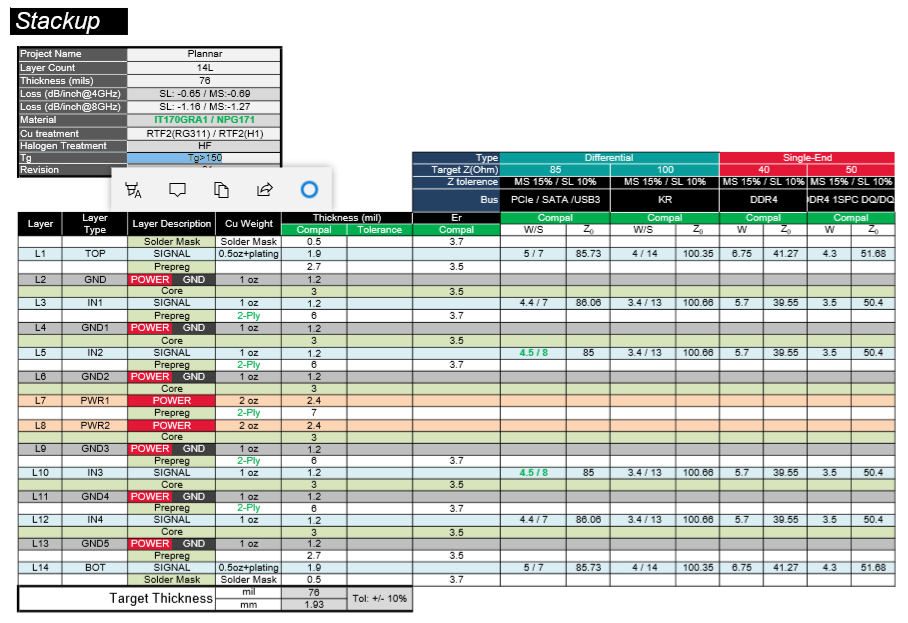 Stackup
Project Name Plannar
Layer Count 14L
Thickness (mils) 76
Loss (dB/inch@4GHz) SL: -0.65 / MS:-0.69
Loss (dB/inch@8GHz) SL: -1.16 / MS:-1.27
Material IT170GRA1 / NPG171
Cu treatment RTF2(RG311) / RTF2(H1)
Halogen Treatment HF
Tg Tg>150
Revision
Type Differential Single-End
Target Z(Ohm) 85 100 40 50
Z tolerence MS 15% / SL 10% MS 15% / SL 10% MS 15% / SL 10% MS 15% / SL 10%
Bus PCIe / SATA /USB3 KR DDR4 DR4 1SPC DQ/DQ
Layer Layer Type Layer Description Cu Weight Thickness (mil) Er Compal Compal Compal Compal
Compal Tolerance Compal W/S Z0 W/S Z0 W Z0 W Z0
Solder Mask Solder Mask 0.5 3.7
L1 TOP SIGNAL 0.5oz+plating 1.9 5 / 7 85.73 4 / 14 100.35 6.75 41.27 4.3 51.68
Prepreg 2.7 3.5
L2 GND POWER GND 1 oz 1.2
Core 3 3.5
L3 IN1 SIGNAL 1 oz 1.2 4.4 / 7 86.06 3.4 / 13 100.66 5.7 39.55 3.5 50.4
Prepreg 2-Ply 6 3.7
L4 GND1 POWER GND 1 oz 1.2
Core 3 3.5
L5 IN2 SIGNAL 1 oz 1.2 4.5 / 8 85 3.4 / 13 100.66 5.7 39.55 3.5 50.4
Prepreg 2-Ply 6 3.7
L6 GND2 POWER GND 1 oz 1.2
Core 3
L7 PWR1 POWER 2 oz 2.4
Prepreg 2-Ply 7
L8 PWR2 POWER 2 oz 2.4
Core 3
L9 GND3 POWER GND 1 oz 1.2
Prepreg 2-Ply 6 3.7
L10 IN3 SIGNAL 1 oz 1.2 4.5 / 8 85 3.4 / 13 100.66 5.7 39.55 3.5 50.4
Core 3 3.5
L11 GND4 POWER GND 1 oz 1.2
Prepreg 2-Ply 6 3.7
L12 IN4 SIGNAL 1 oz 1.2 4.4 / 7 86.06 3.4 / 13 100.66 5.7 39.55 3.5 50.4
Core 3 3.5
L13 GND5 POWER GND 1 oz 1.2
Prepreg 2.7 3.5
L14 BOT SIGNAL 0.5oz+plating 1.9 5 / 7 85.73 4 / 14 100.35 6.75 41.27 4.3 51.68
Solder Mask Solder Mask 0.5 3.7
Target Thickness mil 76 Tol: +/- 10%
mm 1.93